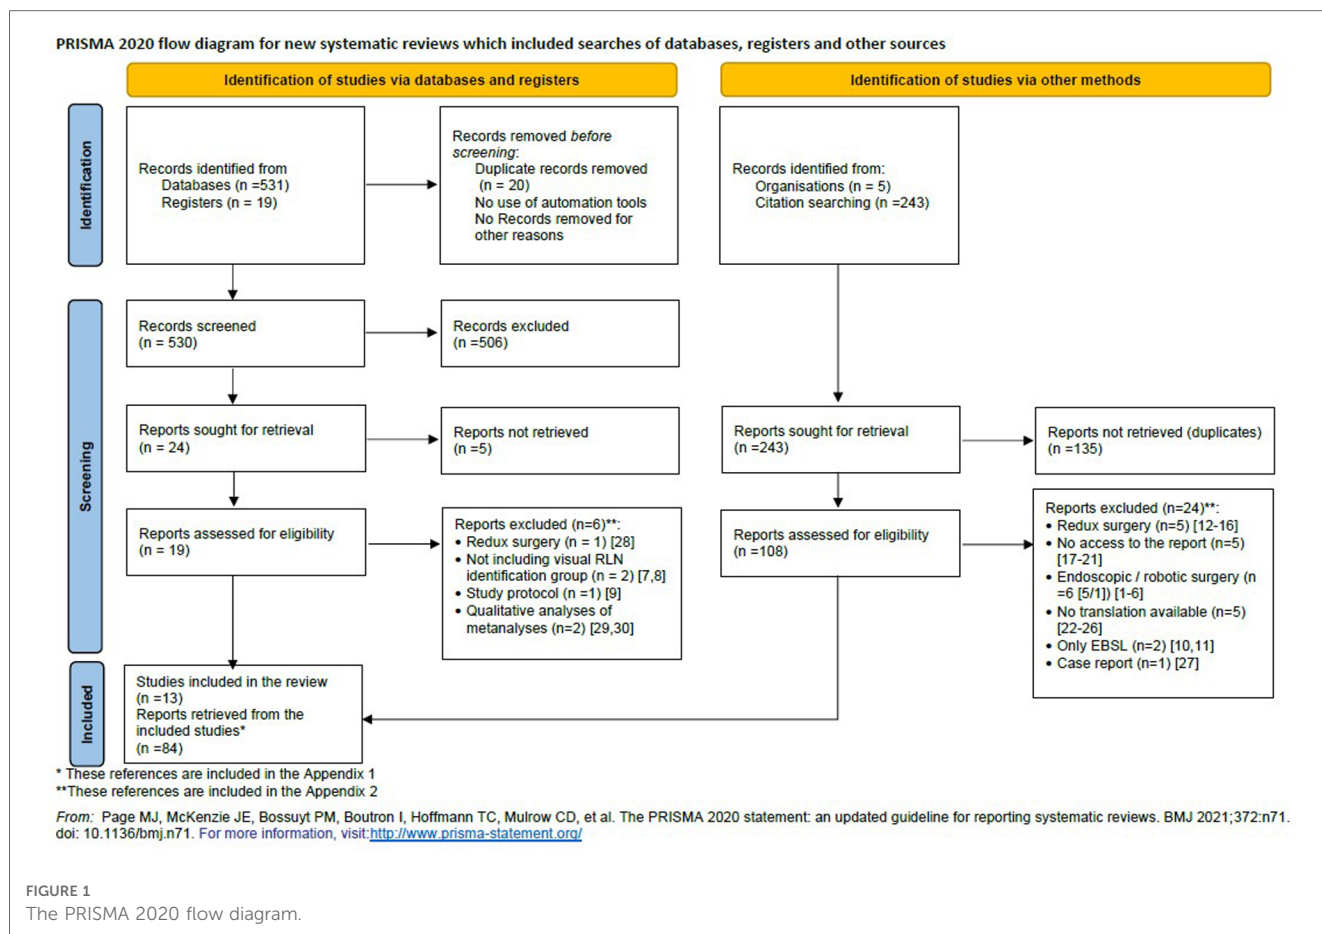 PRISMA 2020 flow diagram for new systematic reviews which included searches of databases, registers and other sources
Identification of studies via databases and registers
Identification of studies via other methods
Identification
Records identified from
Databases (n =531)
Registers (n = 19)
Records removed before
screening:
Duplicate records removed
(n = 20)
No use of automation tools
No Records removed for
other reasons
Records identified from:
Organisations (n = 5)
Citation searching (n =243)
Screening
Records screened
(n = 530)
Records excluded
(n =506)
Reports sought for retrieval
(n = 24)
Reports not retrieved
(n =5)
Reports sought for retrieval
(n =243)
Reports not retrieved (duplicates)
(n =135)
Reports assessed for eligibility
(n = 19)
Reports excluded (n=6)**:
• Redux surgery (n = 1) [28]
• Not including visual RLN
identification group (n = 2) [7,8]
• Study protocol (n =1) [9]
• Qualitative analyses of
metanalyses (n=2) [29,30]
Reports assessed for eligibility
(n =108)
Reports excluded (n=24)**:
• Redux surgery (n=5) [12-16]
• No access to the report (n=5)
[17-21]
• Endoscopic / robotic surgery (n
=6 [5/1]) [1-6]
• No translation available (n=5)
[22-26]
• Only EBSL (n=2) [10,11]
• Case report (n=1) [27]
Included
Studies included in the review
(n =13)
Reports retrieved from the
included studies*
(n =84)
* These references are included in the Appendix 1
**These references are included in the Appendix 2
From: Page MJ, McKenzie JE, Bossuyt PM, Boutron I, Hoffmann TC, Mulrow CD, et al. The PRISMA 2020 statement: an updated guideline for reporting systematic reviews. BMJ 2021;372:n71.
doi: 10.1136/bmj.n71. For more information, visit:http://www.prisma-statement.org/
FIGURE 1
The PRISMA 2020 flow diagram.